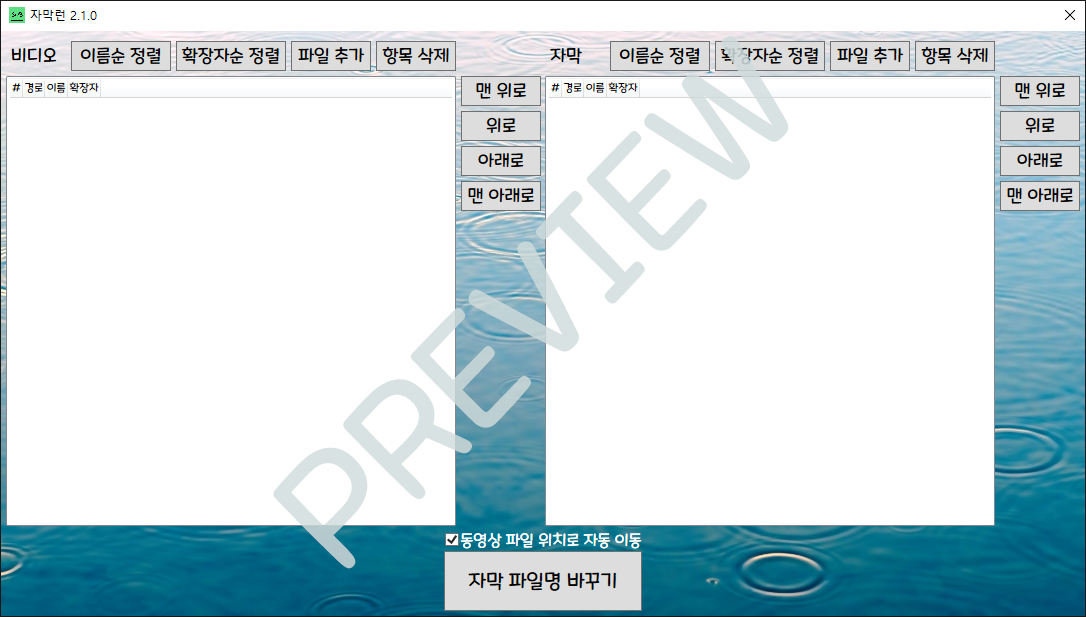 자막런 2.1.0
비디오 이름순 정렬 확장자순 정렬 파일 추가 항목 삭제 자막 이름순 정렬 확장자순 정렬 파일 추가 항목 삭제
# 경로 이름 확장자 맨 위로 # 경로 이름 확장자 맨 위로
위로 위로
아래로 아래로
맨 아래로 맨 아래로
PREVIEW
동영상 파일 위치로 자동 이동
자막 파일명 바꾸기